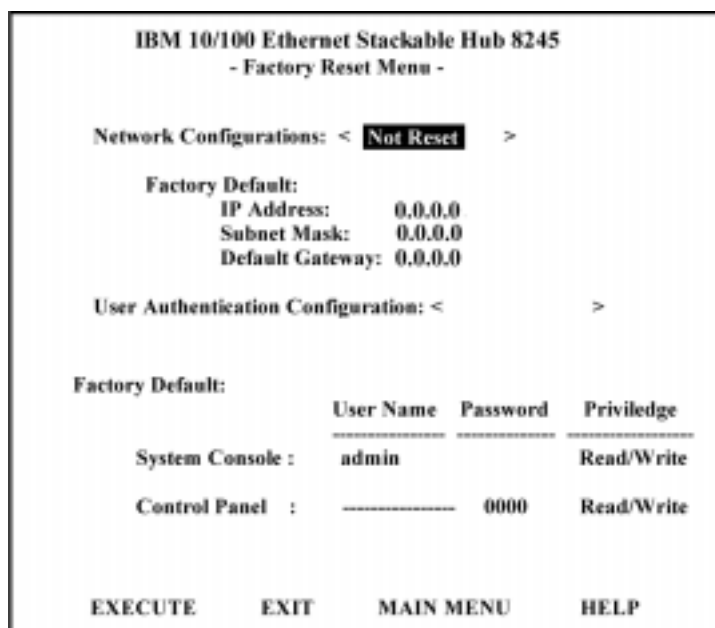 IBM 10/100 Ethernet Stackable Hub 8245
- Factory Reset Menu -
Network Configurations: < Not Reset >
Factory Default:
IP Address: 0.0.0.0
Subnet Mask: 0.0.0.0
Default Gateway: 0.0.0.0
User Authentication Configuration: < >
Factory Default:
User Name Password Priviledge
----------------- --------------- -------------------
System Console : admin Read/Write
Control Panel : ----------------- 0000 Read/Write
EXECUTE EXIT MAIN MENU HELP